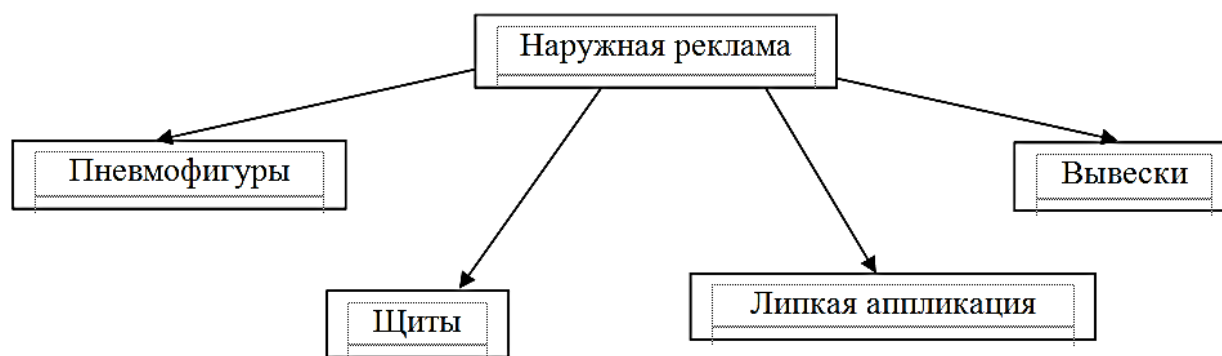 Наружная реклама
Пневмофигуры
Вывески
Щиты
Липкая аппликация